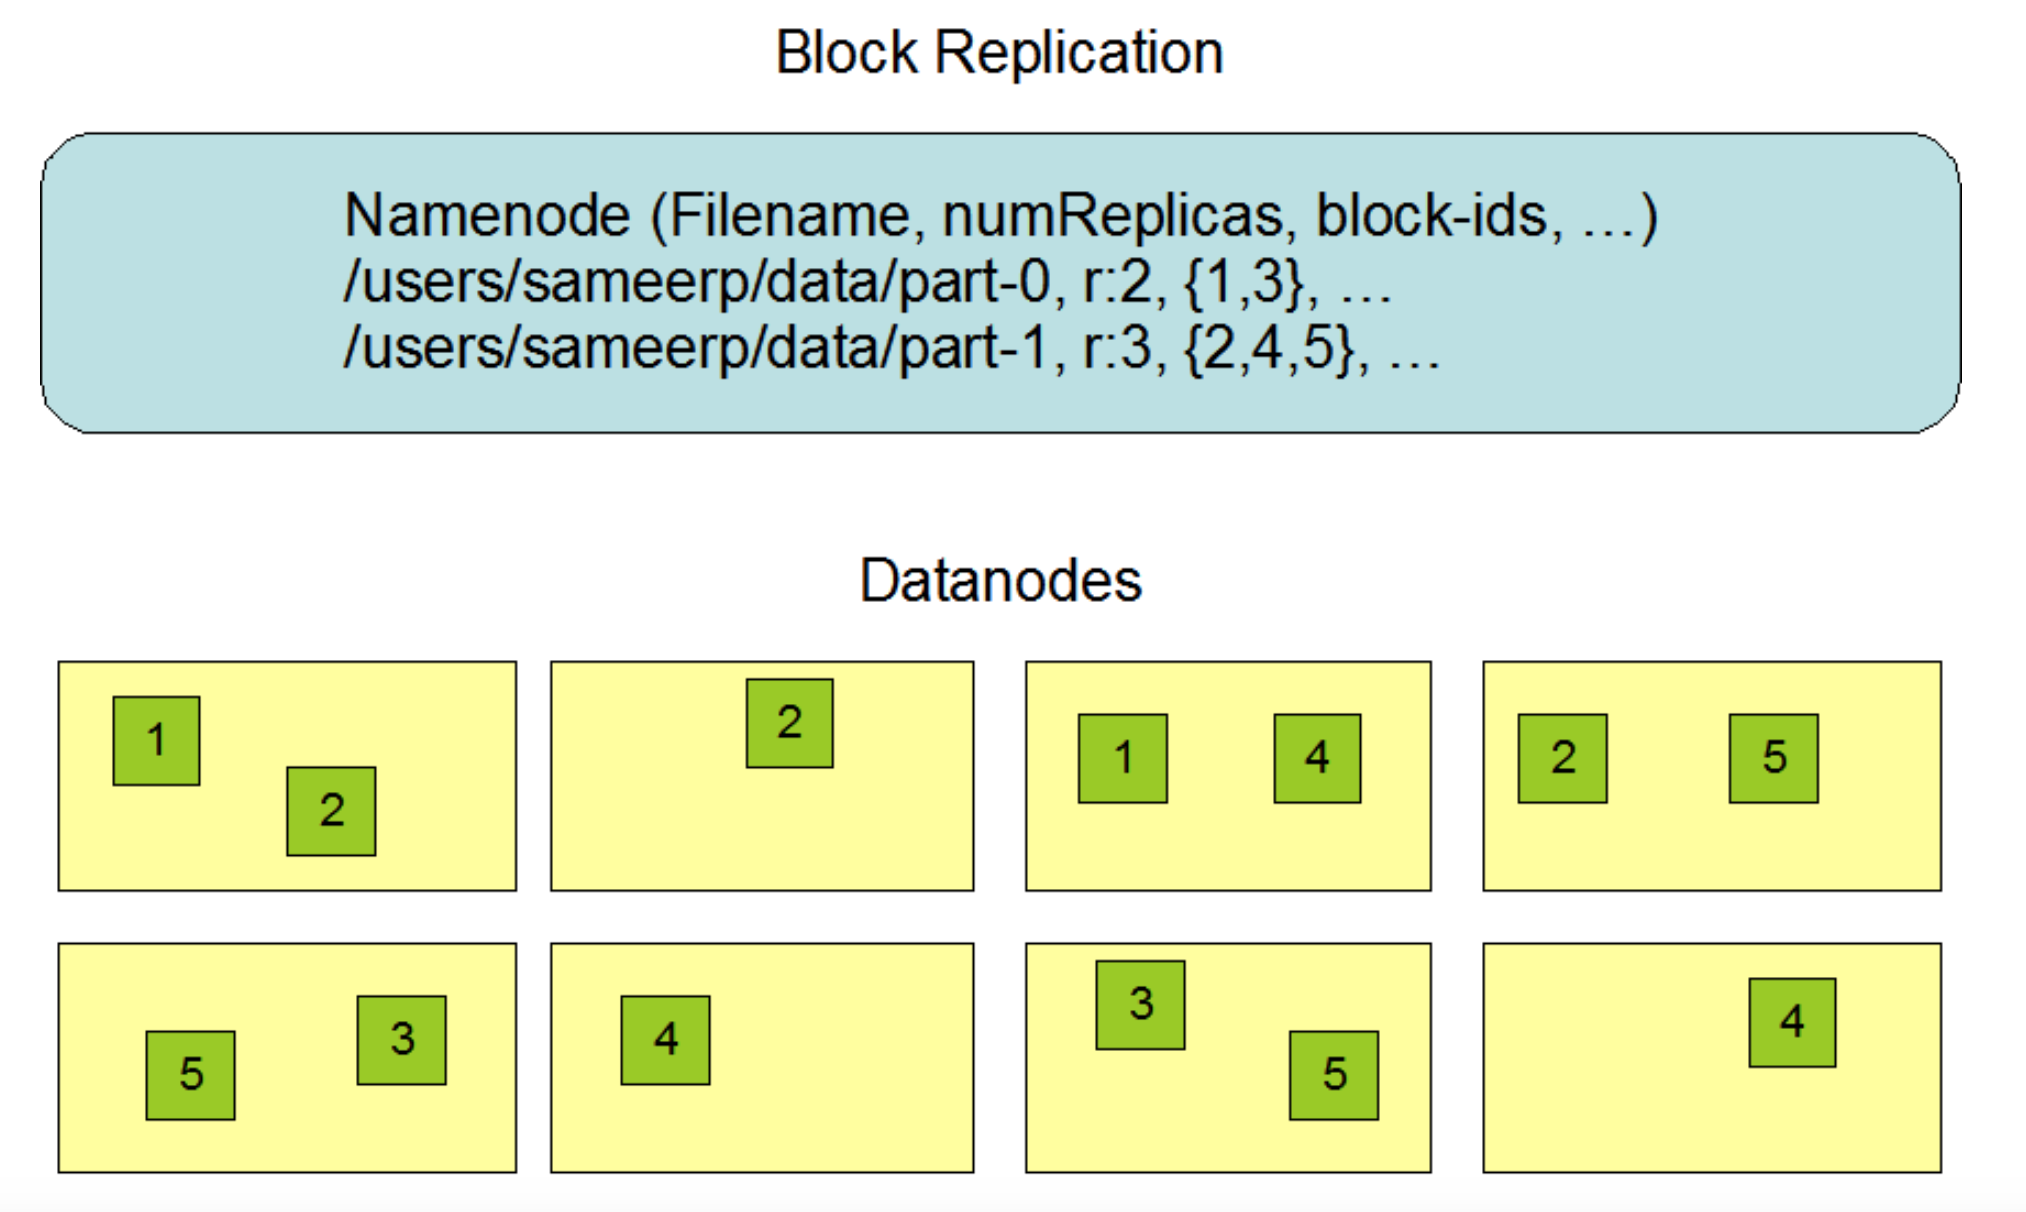 Block Replication
Namenode (Filename, numReplicas, block-ids, …)
/users/sameerp/data/part-0, r:2, {1,3}, …
/users/sameerp/data/part-1, r:3, {2,4,5}, …
Datanodes
1
2
2
1
4
2
5
5
3
4
3
5
4